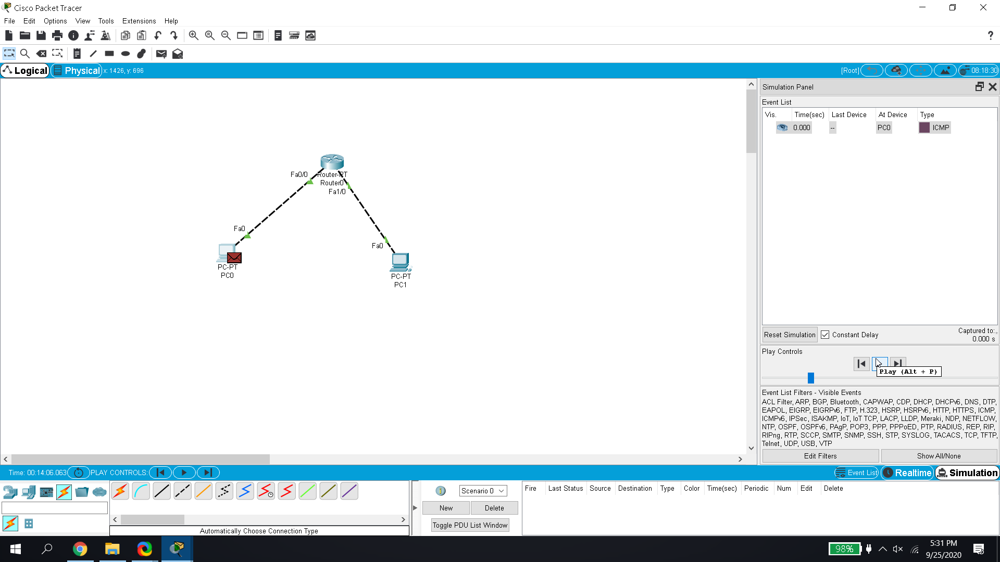 Cisco Packet Tracer
File Edit Options View Tools Extensions Help
?
Logical Physical x: 1426, y: 696 [Root] 08:18:30
Simulation Panel
Event List
Vis. Time(sec) Last Device At Device Type
0.000 -- PC0 ICMP
Fa0/0 Router-PT
Router0
Fa1/0
Fa0
Fa0
PC-PT
PC0
PC-PT
PC1
Reset Simulation Constant Delay Captured to:
0.000 s
Play Controls
Play (Alt + P)
Event List Filters - Visible Events
ACL Filter, ARP, BGP, Bluetooth, CAPWAP, CDP, DHCP, DHCPv6, DNS, DTP,
EAPOL, EIGRP, EIGRPv6, FTP, H.323, HSRP, HSRPv6, HTTP, HTTPS, ICMP,
ICMPv6, IPSec, ISAKMP, IoT, IoT TCP, LACP, LLDP, Meraki, NDP, NETFLOW,
NTP, OSPF, OSPFv6, PAgP, POP3, PPP, PPPoED, PTP, RADIUS, REP, RIP,
RIPng, RTP, SCCP, SMTP, SNMP, SSH, STP, SYSLOG, TACACS, TCP, TFTP,
Telnet, UDP, USB, VTP
Edit Filters Show All/None
Time: 00:14:06.063 PLAY CONTROLS: Event List Realtime Simulation
Scenario 0
New Delete
Toggle PDU List Window
Fire Last Status Source Destination Type Color Time(sec) Periodic Num Edit Delete
Automatically Choose Connection Type
98% 5:31 PM
9/25/2020